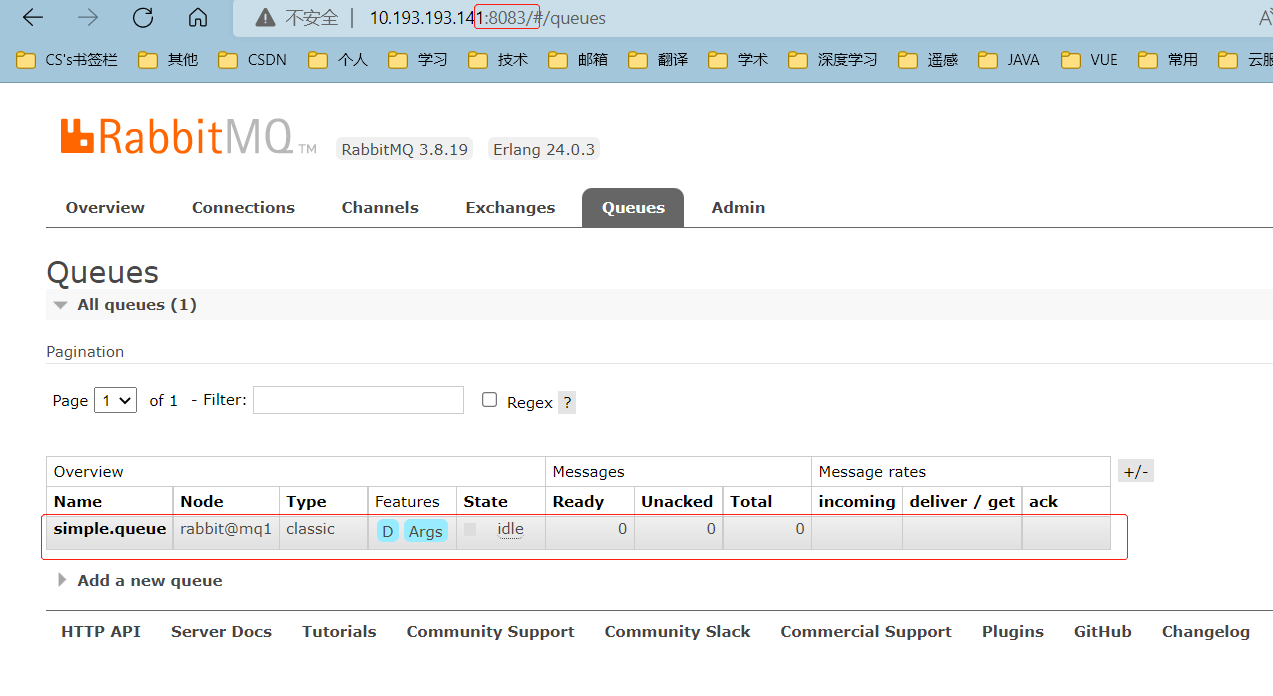 不安全 | 10.193.193.141:8083/#/queues A
CS's书签栏 其他 CSDN 个人 学习 技术 邮箱 翻译 学术 深度学习 遥感 JAVA VUE 常用 云服
RabbitMQ TM RabbitMQ 3.8.19 Erlang 24.0.3
Overview Connections Channels Exchanges Queues Admin
Queues
All queues (1)
Pagination
Page 1 of 1 - Filter: Regex ?
Overview Messages Message rates +/-
Name Node Type Features State Ready Unacked Total incoming deliver / get ack
simple.queue rabbit@mq1 classic D Args idle 0 0 0
Add a new queue
HTTP API Server Docs Tutorials Community Support Community Slack Commercial Support Plugins GitHub Changelog